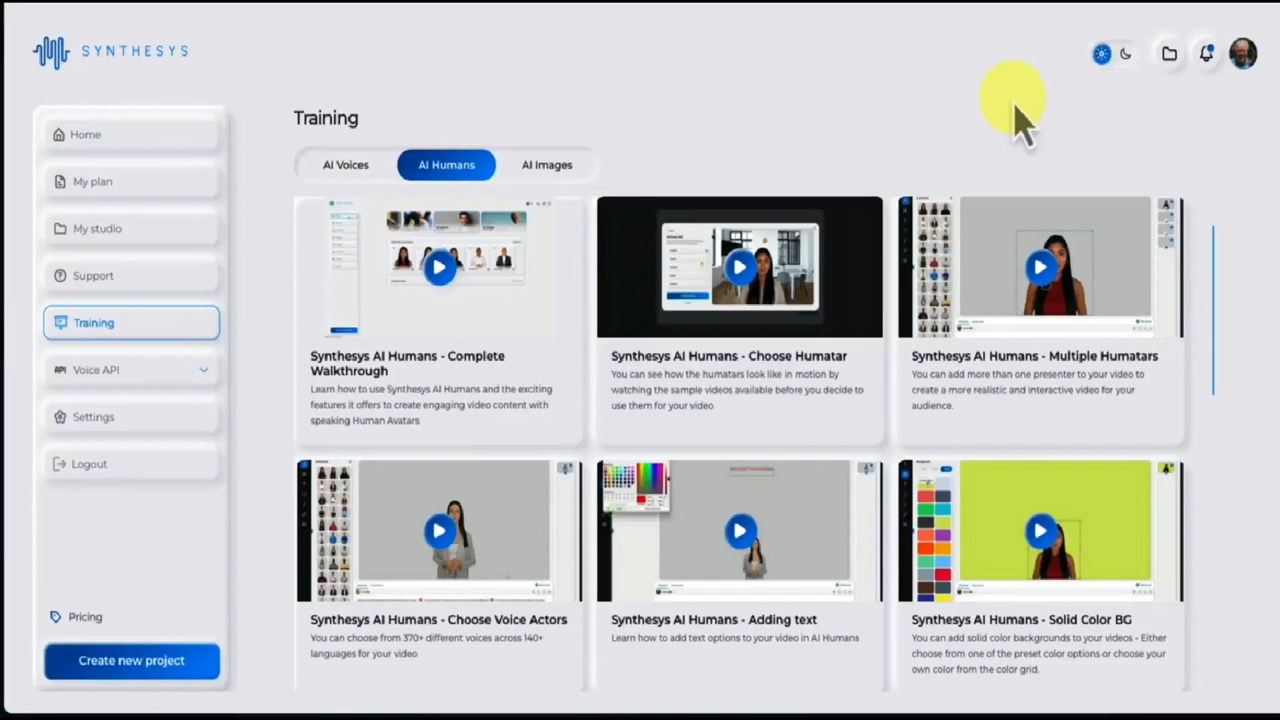 SYNTHESYS
Home
My plan
My studio
Support
Training
API Voice API
Settings
Logout
Pricing
Create new project
Training
AI Voices
AI Humans
AI Images
Synthesys AI Humans - Complete
Walkthrough
Learn how to use Synthesys AI Humans and the exciting
features it offers to create engaging video content with
speaking Human Avatars
Synthesys AI Humans - Choose Humatar
You can see how the humatars look like in motion by
watching the sample videos available before you decide to
use them for your video
Synthesys AI Humans - Multiple Humatars
You can add more than one presenter to your video to
create a more realistic and interactive video for your
audience.
Synthesys AI Humans - Choose Voice Actors
You can choose from 370+ different voices across 140+
languages for your video
Synthesys AI Humans - Adding text
Learn how to add text options to your video in AI Humans
Synthesys AI Humans - Solid Color BG
You can add solid color backgrounds to your videos - Either
choose from one of the preset color options or choose your
own color from the color grid.